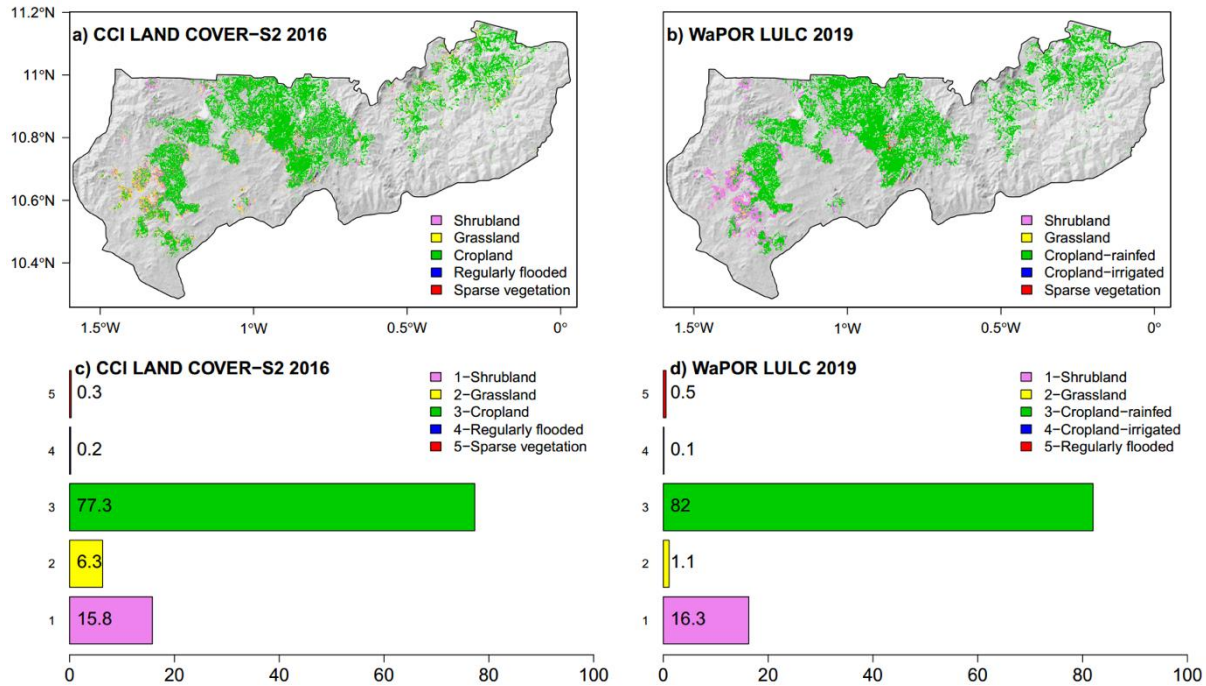 a) CCI LAND COVER−S2 2016
11.2°N
11°N
10.8°N
10.6°N
10.4°N
Shrubland
Grassland
Cropland
Regularly flooded
Sparse vegetation
1.5°W
1°W
0.5°W
0°
b) WaPOR LULC 2019
Shrubland
Grassland
Cropland−rainfed
Cropland−irrigated
Sparse vegetation
1.5°W
1°W
0.5°W
0°
c) CCI LAND COVER−S2 2016
1−Shrubland
2−Grassland
3−Cropland
4−Regularly flooded
5−Sparse vegetation
5
0.3
4
0.2
3
77.3
2
6.3
1
15.8
0
20
40
60
80
100
d) WaPOR LULC 2019
1−Shrubland
2−Grassland
3−Cropland−rainfed
4−Cropland−irrigated
5−Regularly flooded
5
0.5
4
0.1
3
82
2
1.1
1
16.3
0
20
40
60
80
100